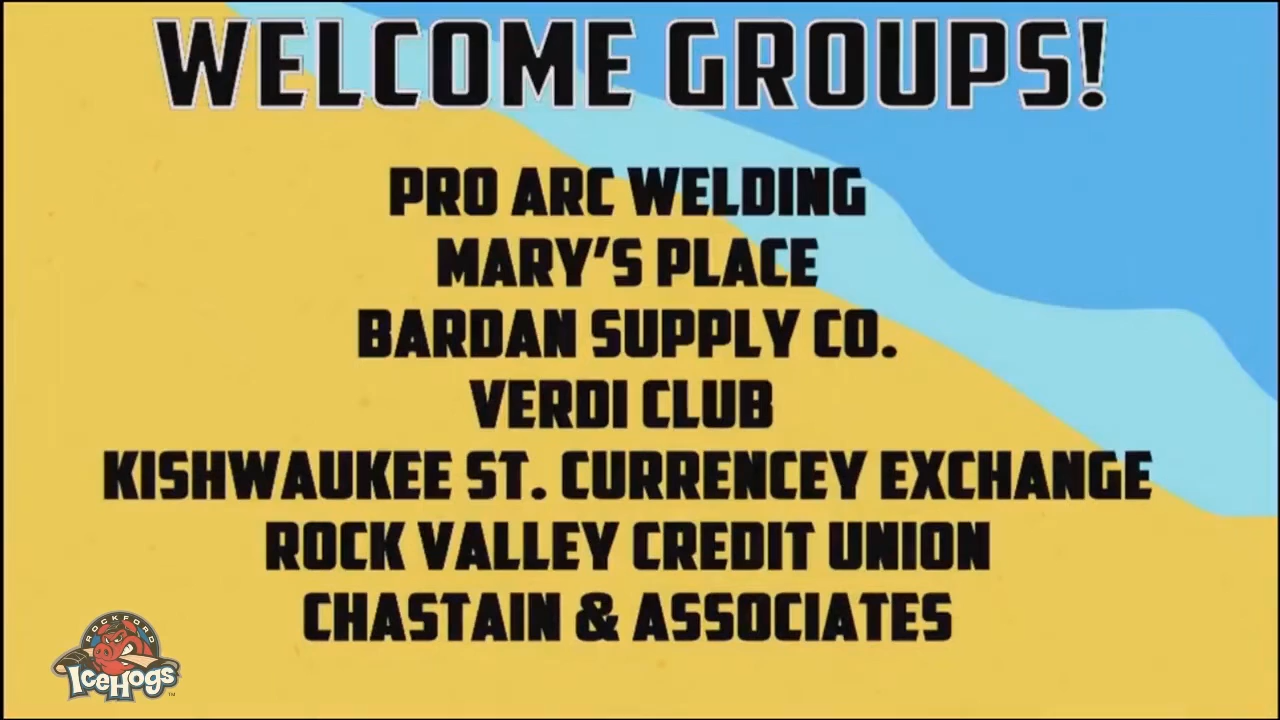 WELCOME GROUPS!
PRO ARC WELDING
MARY'S PLACE
BARDAN SUPPLY CO.
VERDI CLUB
KISHWAUKEE ST. CURRENCEY EXCHANGE
ROCK VALLEY CREDIT UNION
CHASTAIN & ASSOCIATES
ROCKFORD
IceHogs™